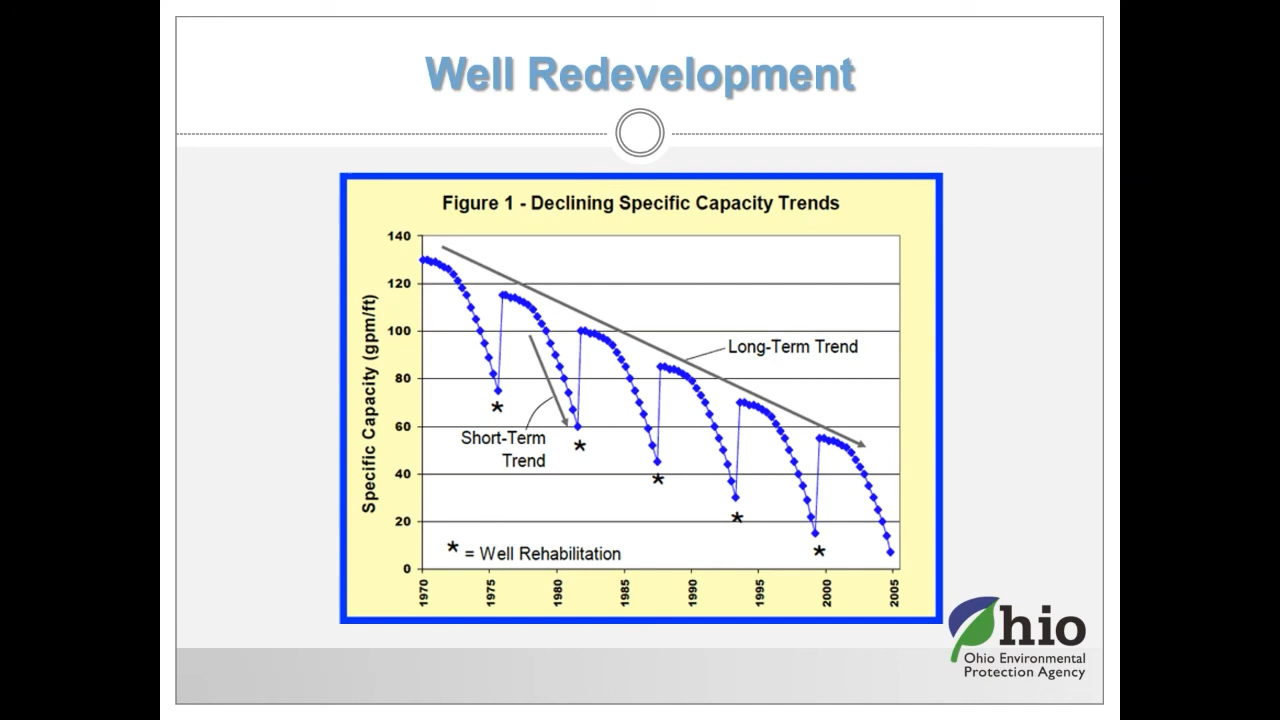 Well Redevelopment
Figure 1 - Declining Specific Capacity Trends
Specific Capacity (gpm/ft)
140
120
100
80
60
40
20
0
Long-Term Trend
Short-Term
Trend
*
*
*
*
*
* = Well Rehabilitation
1970
1975
1980
1985
1990
1995
2000
2005
Ohio
Ohio Environmental
Protection Agency